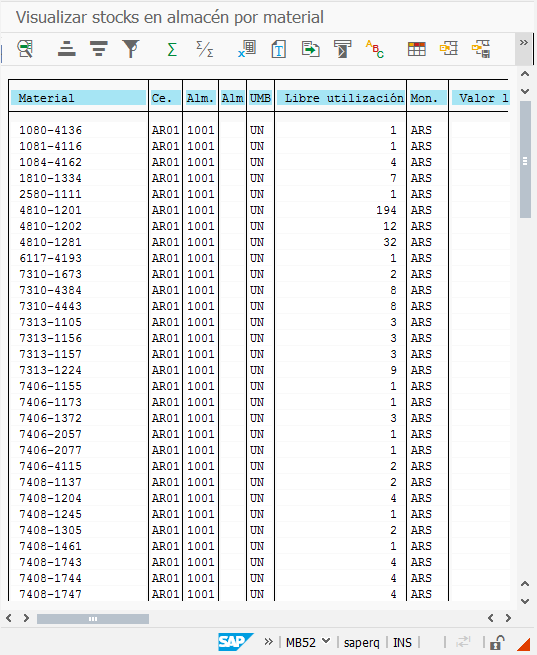 Visualizar stocks en almacén por material
Material Ce. Alm. Alm UMB Libre utilización Mon. Valor l
1080-4136 AR01 1001 UN 1 ARS
1081-4116 AR01 1001 UN 1 ARS
1084-4162 AR01 1001 UN 4 ARS
1810-1334 AR01 1001 UN 7 ARS
2580-1111 AR01 1001 UN 1 ARS
4810-1201 AR01 1001 UN 194 ARS
4810-1202 AR01 1001 UN 12 ARS
4810-1281 AR01 1001 UN 32 ARS
6117-4193 AR01 1001 UN 1 ARS
7310-1673 AR01 1001 UN 2 ARS
7310-4384 AR01 1001 UN 8 ARS
7310-4443 AR01 1001 UN 8 ARS
7313-1105 AR01 1001 UN 3 ARS
7313-1156 AR01 1001 UN 3 ARS
7313-1157 AR01 1001 UN 3 ARS
7313-1224 AR01 1001 UN 9 ARS
7406-1155 AR01 1001 UN 1 ARS
7406-1173 AR01 1001 UN 1 ARS
7406-1372 AR01 1001 UN 3 ARS
7406-2057 AR01 1001 UN 1 ARS
7406-2077 AR01 1001 UN 1 ARS
7406-4115 AR01 1001 UN 2 ARS
7408-1137 AR01 1001 UN 2 ARS
7408-1204 AR01 1001 UN 4 ARS
7408-1245 AR01 1001 UN 1 ARS
7408-1305 AR01 1001 UN 2 ARS
7408-1461 AR01 1001 UN 1 ARS
7408-1743 AR01 1001 UN 4 ARS
7408-1744 AR01 1001 UN 4 ARS
7408-1747 AR01 1001 UN 4 ARS
SAP » MB52 saperq INS